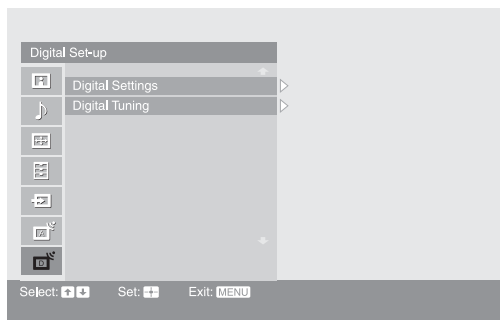 Digital Set-up
Digital Settings
Digital Tuning
Select: Set: Exit: MENU